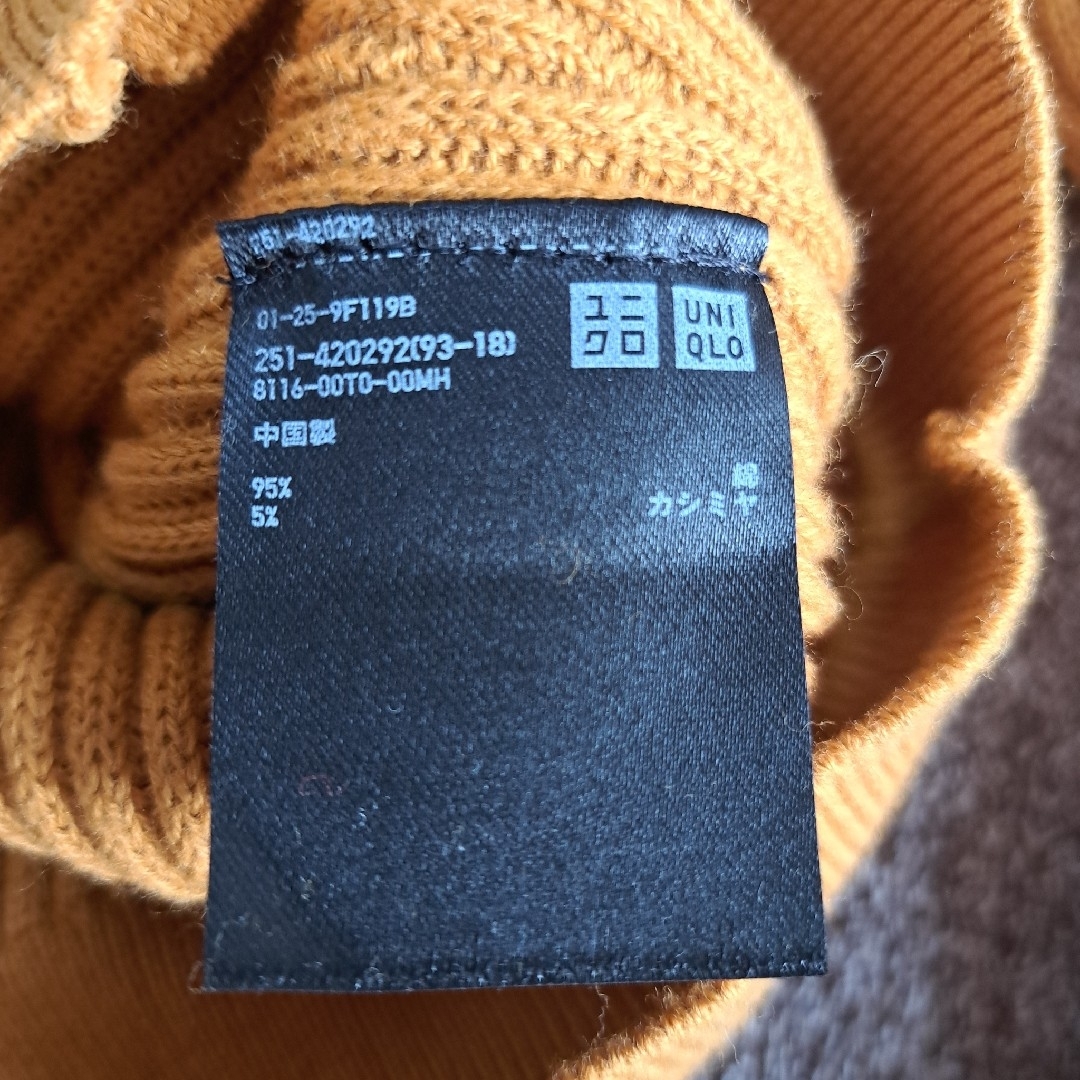 251-420292
01-25-9F119B
251-420292(93-18)
8116-00T0-00MH
ユニ
クロ
UNI
QLO
中国製
95% 綿
5% カシミヤ